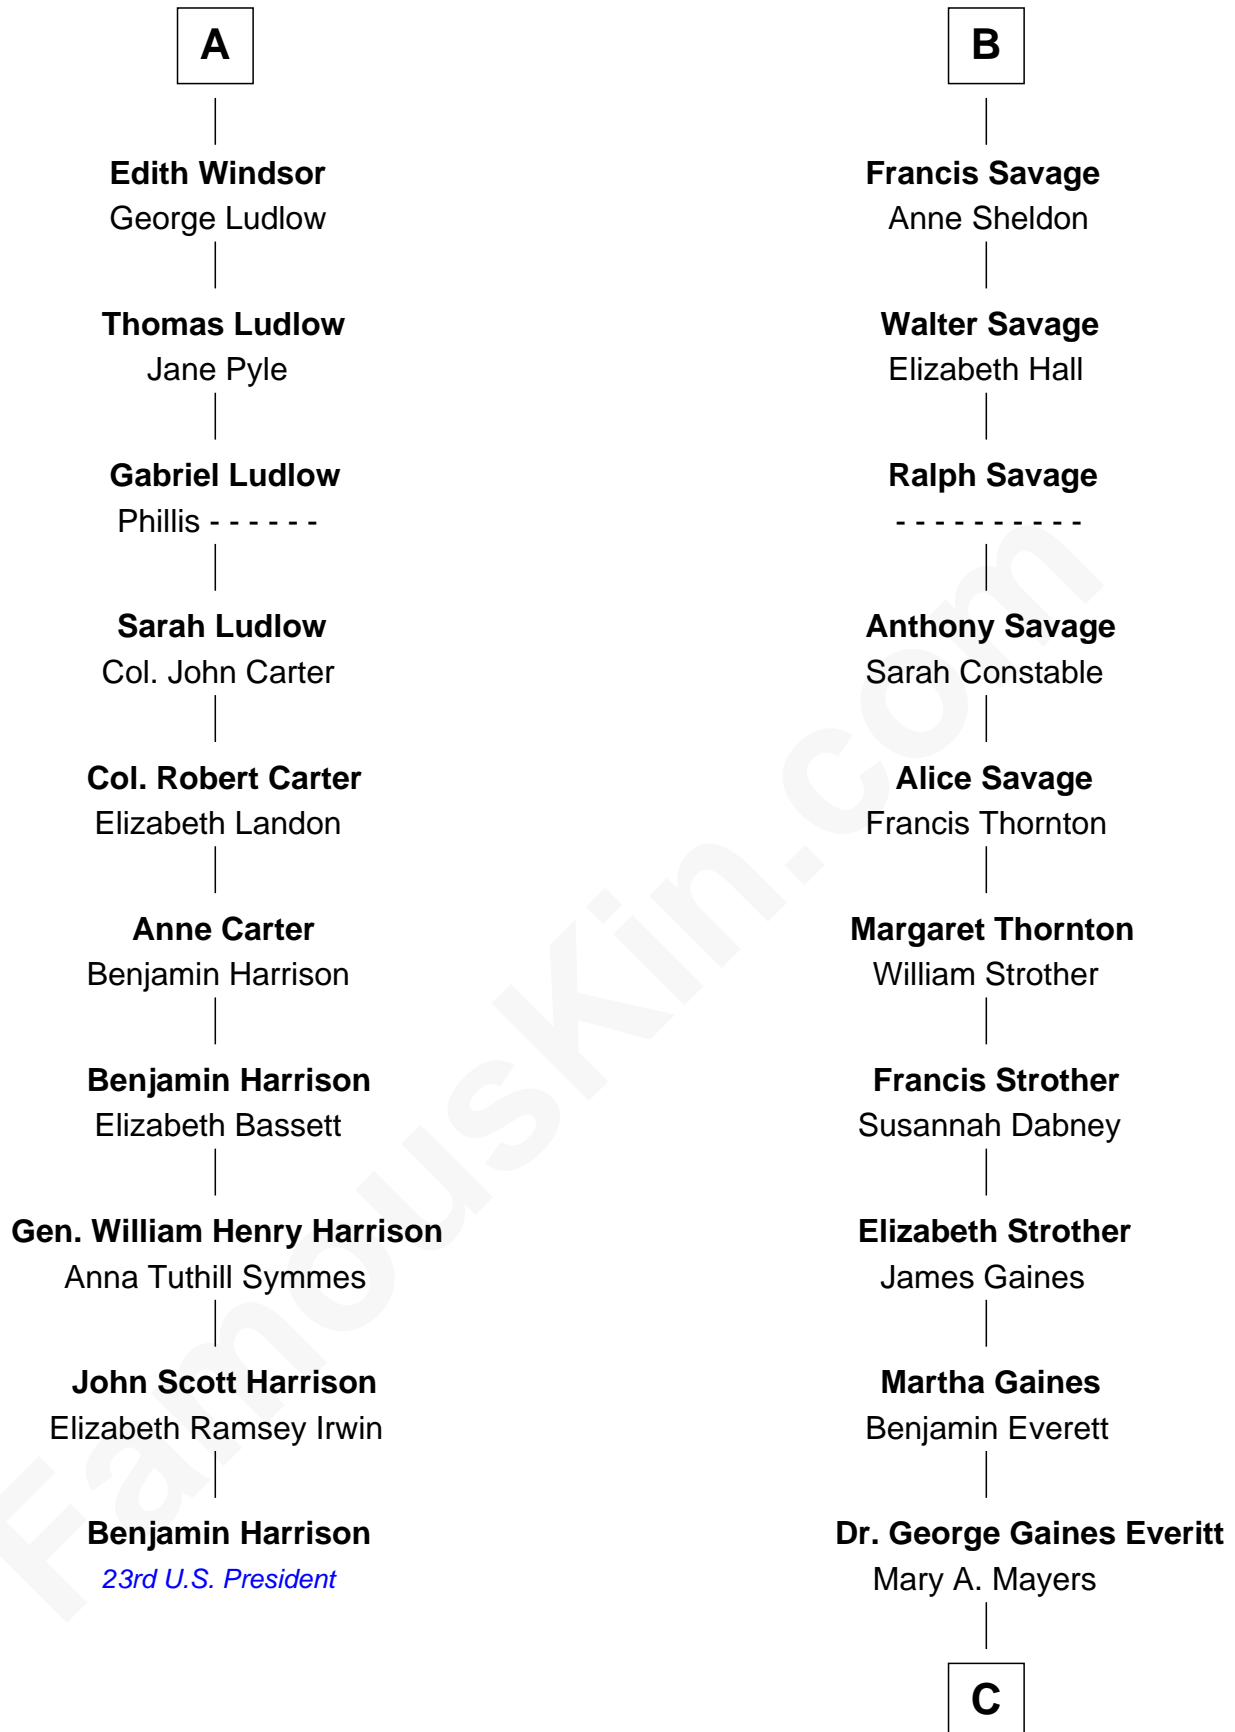 A
Edith Windsor
George Ludlow
Thomas Ludlow
Jane Pyle
Gabriel Ludlow
Phillis - - - - - -
Sarah Ludlow
Col. John Carter
Col. Robert Carter
Elizabeth Landon
Anne Carter
Benjamin Harrison
Benjamin Harrison
Elizabeth Bassett
Gen. William Henry Harrison
Anna Tuthill Symmes
John Scott Harrison
Elizabeth Ramsey Irwin
Benjamin Harrison
23rd U.S. President
B
Francis Savage
Anne Sheldon
Walter Savage
Elizabeth Hall
Ralph Savage
- - - - - - - - - -
Anthony Savage
Sarah Constable
Alice Savage
Francis Thornton
Margaret Thornton
William Strother
Francis Strother
Susannah Dabney
Elizabeth Strother
James Gaines
Martha Gaines
Benjamin Everett
Dr. George Gaines Everitt
Mary A. Mayers
C
FamousKin.com